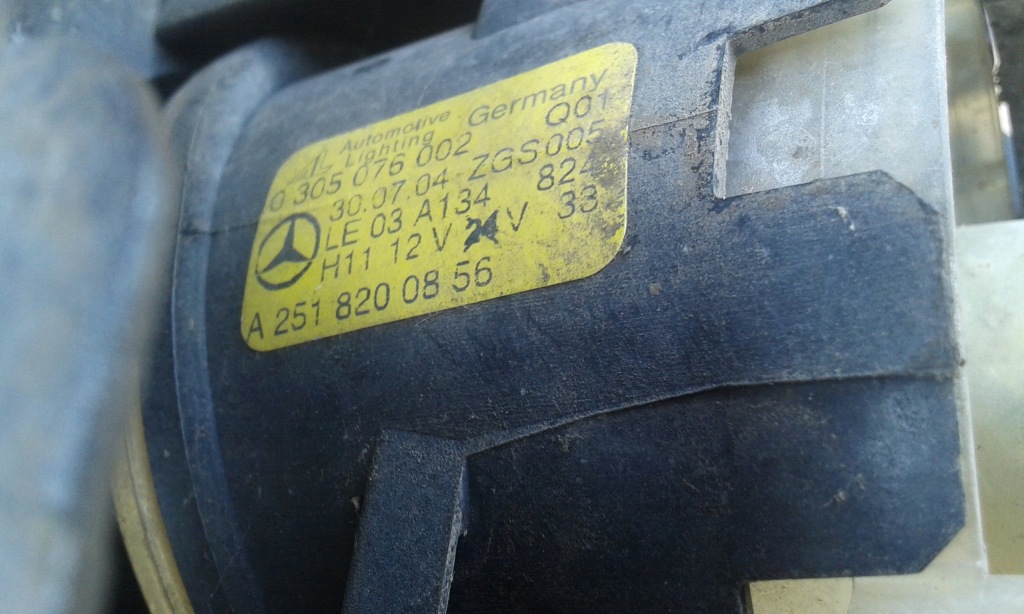 AL Automotive Lighting Germany
0 305 076 002 Q01
30.07.04 ZGS 005
LE 03 A134 824
H11 12 V 24 V 33
A 251 820 08 56